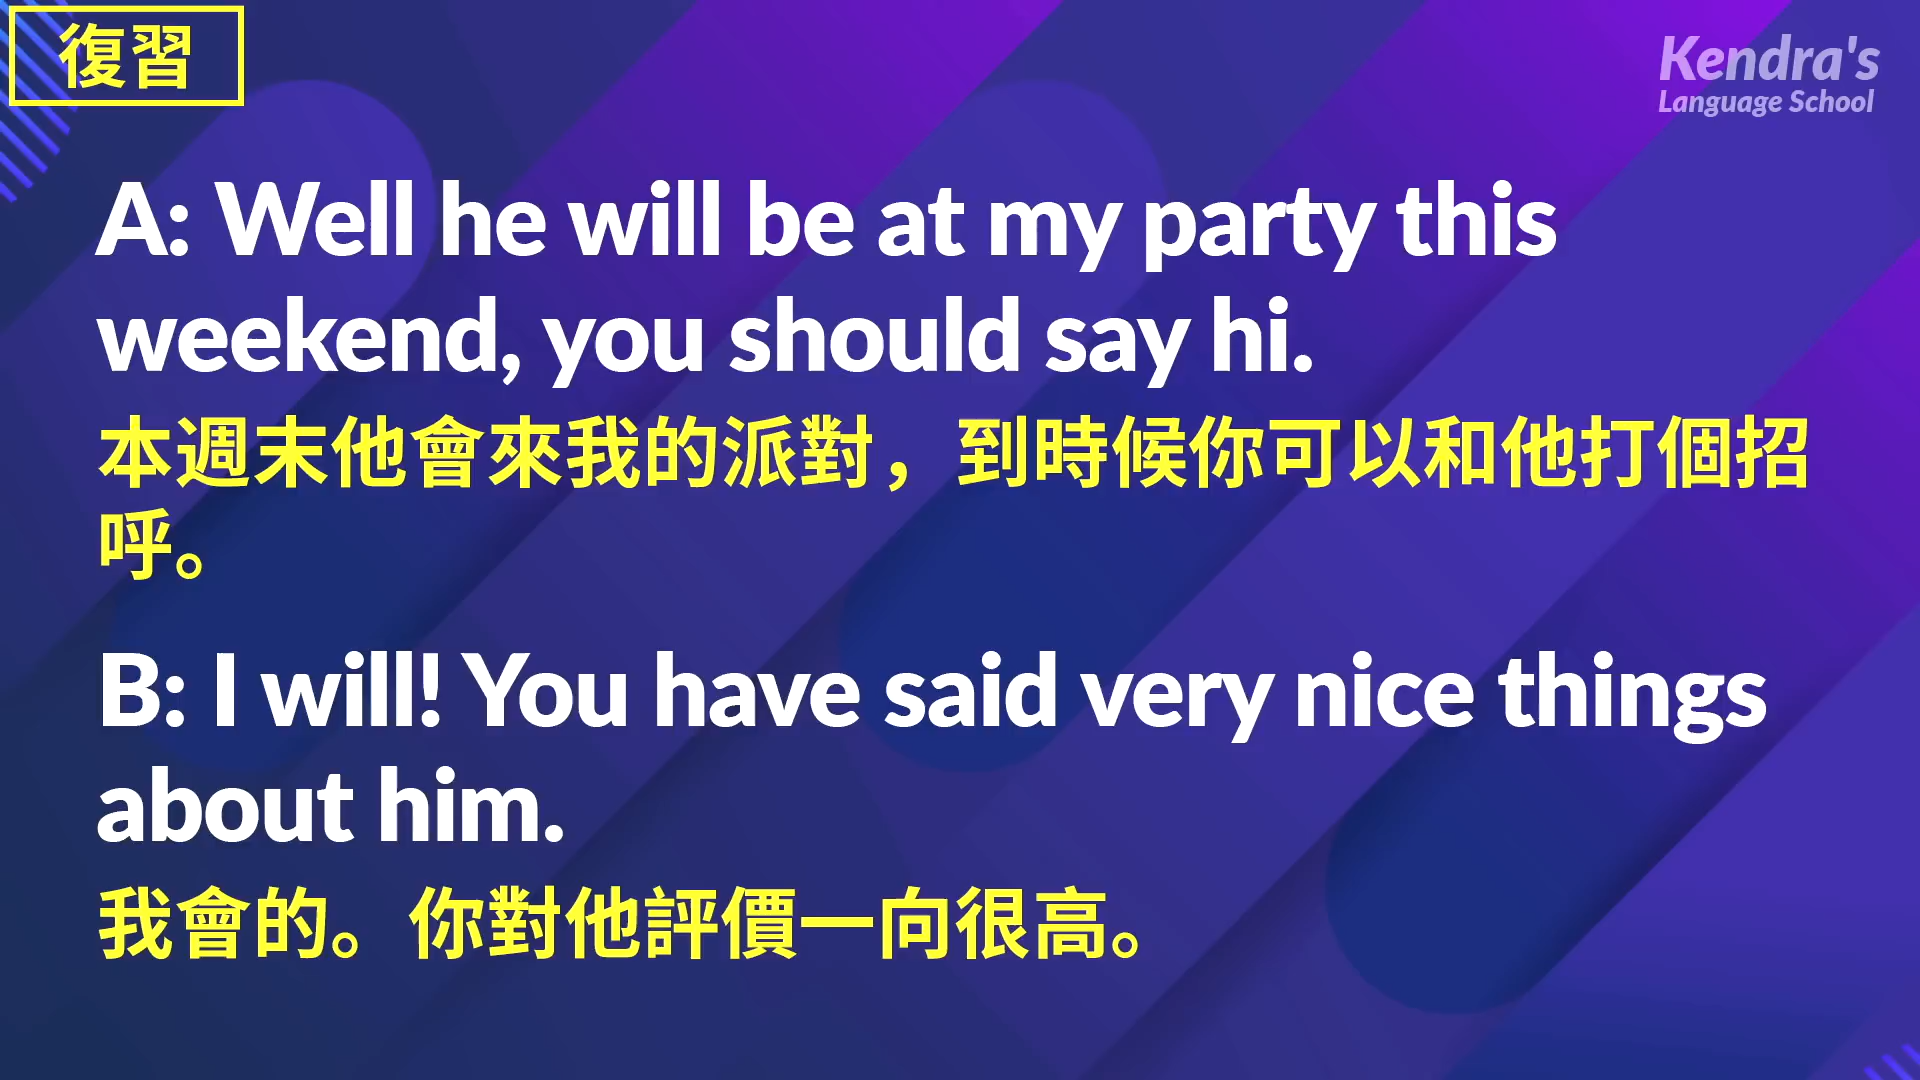 復習
Kendra's
Language School
A: Well he will be at my party this
weekend, you should say hi.
本週末他會來我的派對，到時候你可以和他打個招
呼。
B: I will! You have said very nice things
about him.
我會的。你對他評價一向很高。